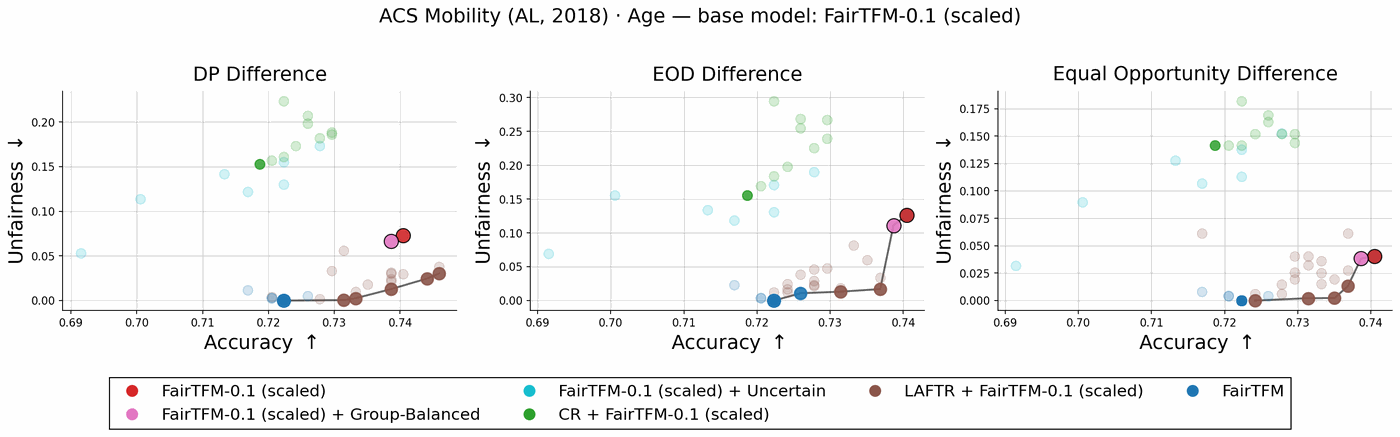 ACS Mobility (AL, 2018) · Age — base model: FairTFM-0.1 (scaled)
DP Difference
Unfairness ↓
0.20
0.15
0.10
0.05
0.00
0.69 0.70 0.71 0.72 0.73 0.74
Accuracy ↑
EOD Difference
Unfairness ↓
0.30
0.25
0.20
0.15
0.10
0.05
0.00
0.69 0.70 0.71 0.72 0.73 0.74
Accuracy ↑
Equal Opportunity Difference
Unfairness ↓
0.175
0.150
0.125
0.100
0.075
0.050
0.025
0.000
0.69 0.70 0.71 0.72 0.73 0.74
Accuracy ↑
FairTFM-0.1 (scaled)
FairTFM-0.1 (scaled) + Group-Balanced
FairTFM-0.1 (scaled) + Uncertain
CR + FairTFM-0.1 (scaled)
LAFTR + FairTFM-0.1 (scaled)
FairTFM